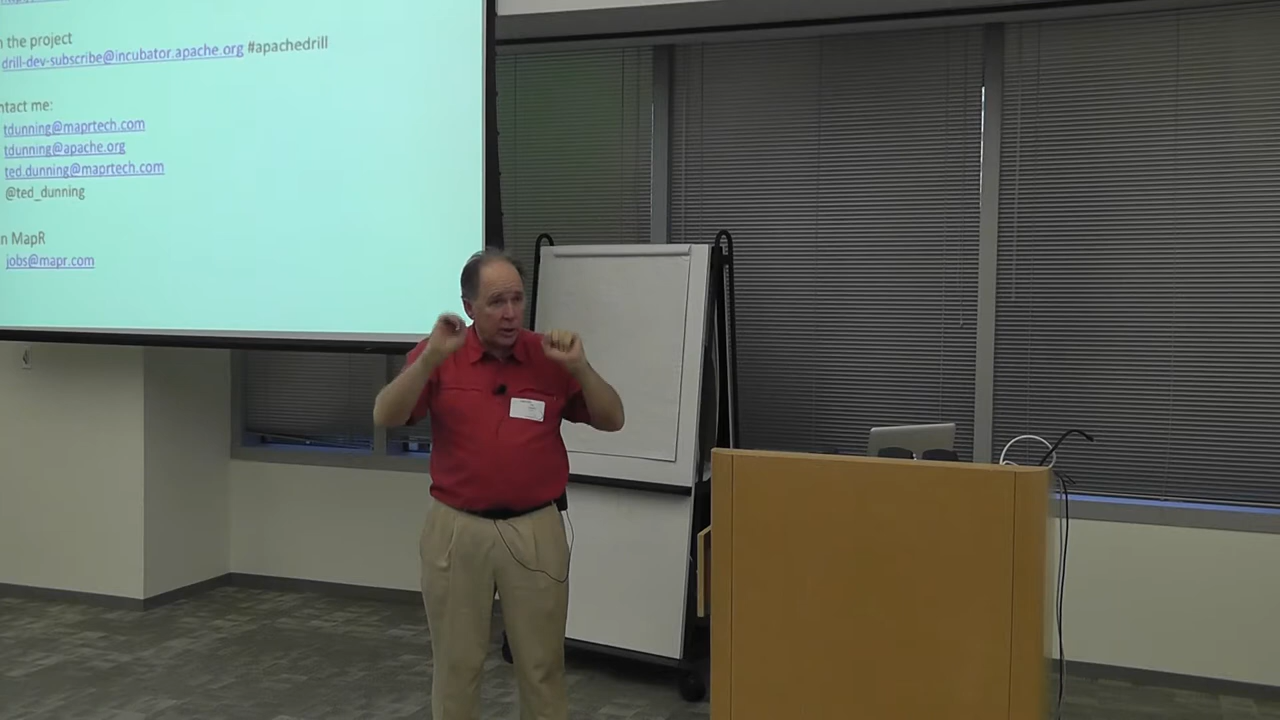 n the project
drill-dev-subscribe@incubator.apache.org #apachedrill
ntact me:
tdunning@maprtech.com
tdunning@apache.org
ted.dunning@maprtech.com
@ted_dunning
n MapR
jobs@mapr.com